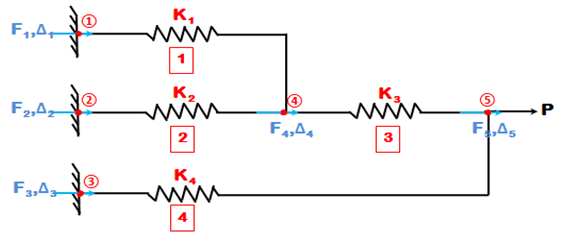 ① K₁
F₁,Δ₁
1
② K₂ ④ K₃ ⑤
F₂,Δ₂ P
2 F₄,Δ₄ 3 F₅,Δ₅
③ K₄
F₃,Δ₃
4